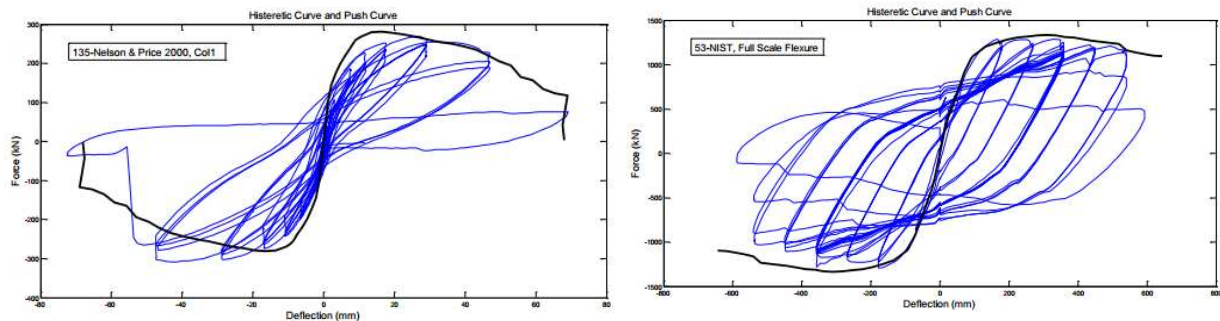 Histeretic Curve and Push Curve
400
135-Nelson & Price 2000, Col1
300
200
100
0
-100
-200
-300
-400
Force (kN)
-80 -60 -40 -20 0 20 40 60 80
Deflection (mm)
Histeretic Curve and Push Curve
1500
53-NIST, Full Scale Flexure
1000
500
0
-500
-1000
-1500
Force (kN)
-800 -600 -400 -200 0 200 400 600 800
Deflection (mm)